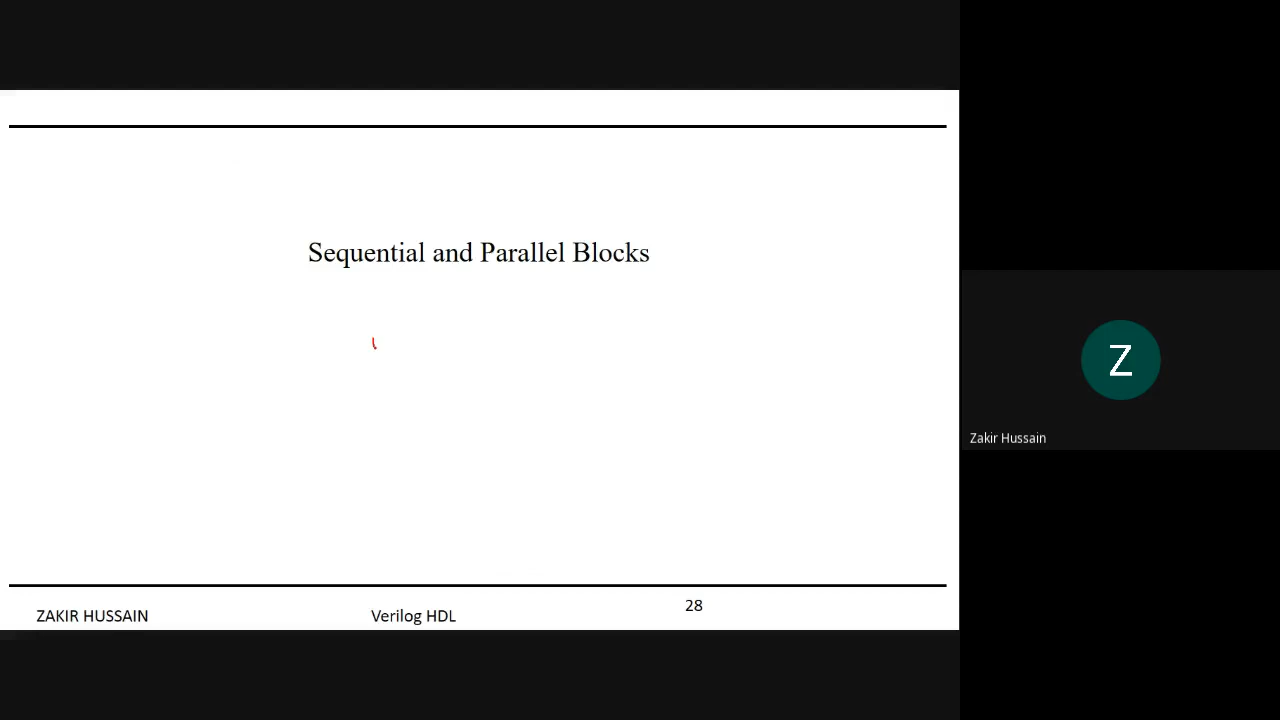 Sequential and Parallel Blocks
Z
Zakir Hussain
ZAKIR HUSSAIN
Verilog HDL
28